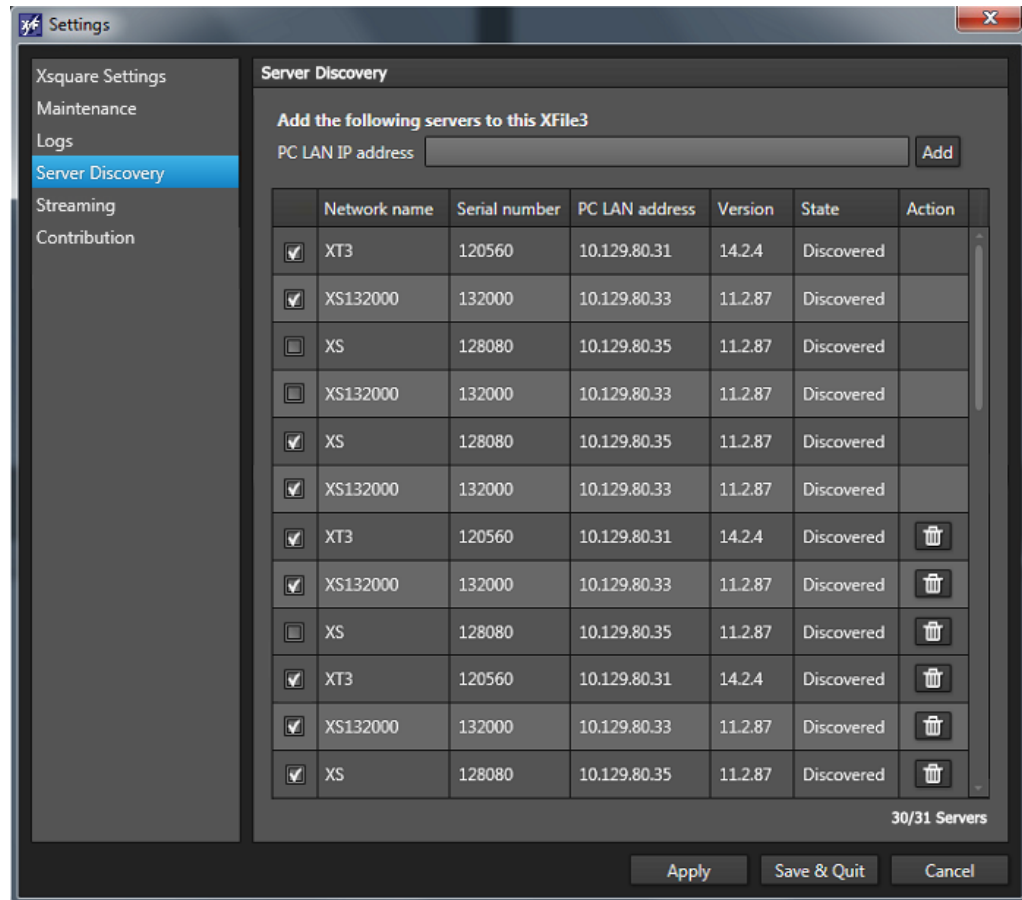 Settings
Xsquare Settings
Maintenance
Logs
Server Discovery
Streaming
Contribution
Server Discovery
Add the following servers to this XFile3
PC LAN IP address Add
Network name Serial number PC LAN address Version State Action
XT3 120560 10.129.80.31 14.2.4 Discovered
XS132000 132000 10.129.80.33 11.2.87 Discovered
XS 128080 10.129.80.35 11.2.87 Discovered
XS132000 132000 10.129.80.33 11.2.87 Discovered
XS 128080 10.129.80.35 11.2.87 Discovered
XS132000 132000 10.129.80.33 11.2.87 Discovered
XT3 120560 10.129.80.31 14.2.4 Discovered
XS132000 132000 10.129.80.33 11.2.87 Discovered
XS 128080 10.129.80.35 11.2.87 Discovered
XT3 120560 10.129.80.31 14.2.4 Discovered
XS132000 132000 10.129.80.33 11.2.87 Discovered
XS 128080 10.129.80.35 11.2.87 Discovered
30/31 Servers
Apply Save & Quit Cancel